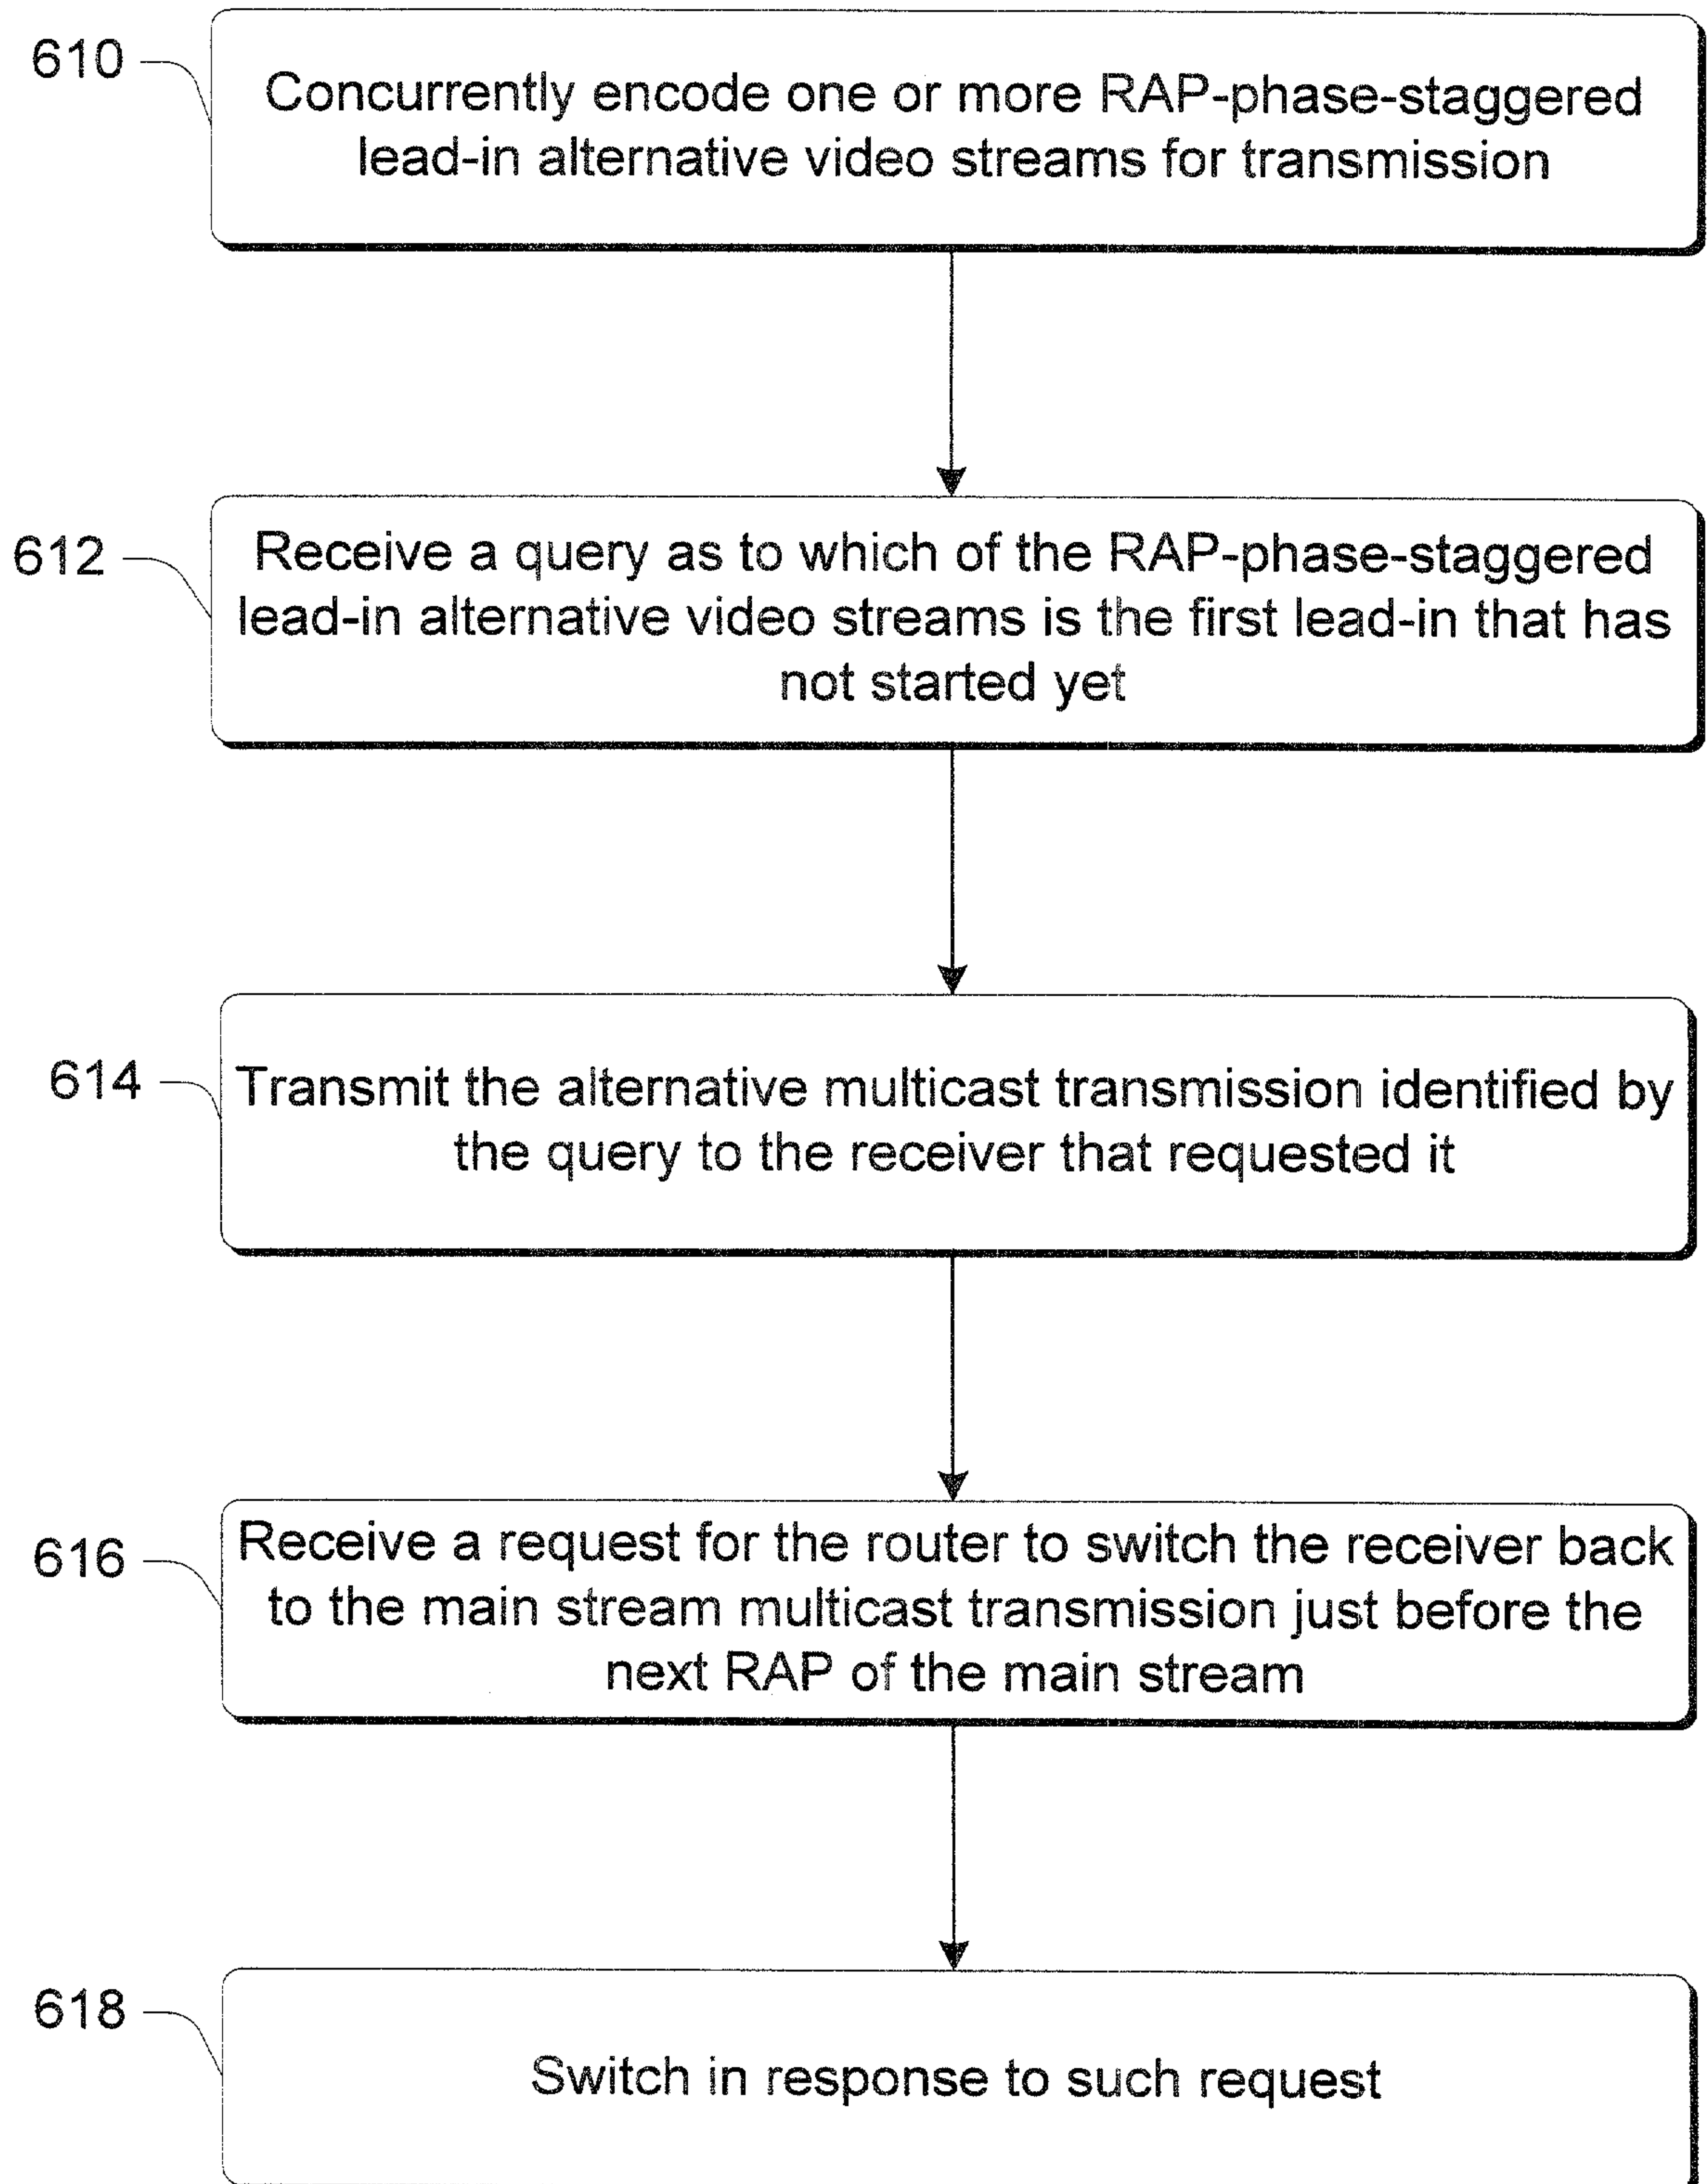 610
Concurrently encode one or more RAP-phase-staggered
lead-in alternative video streams for transmission
612
Receive a query as to which of the RAP-phase-staggered
lead-in alternative video streams is the first lead-in that has
not started yet
614
Transmit the alternative multicast transmission identified by
the query to the receiver that requested it
616
Receive a request for the router to switch the receiver back
to the main stream multicast transmission just before the
next RAP of the main stream
618
Switch in response to such request